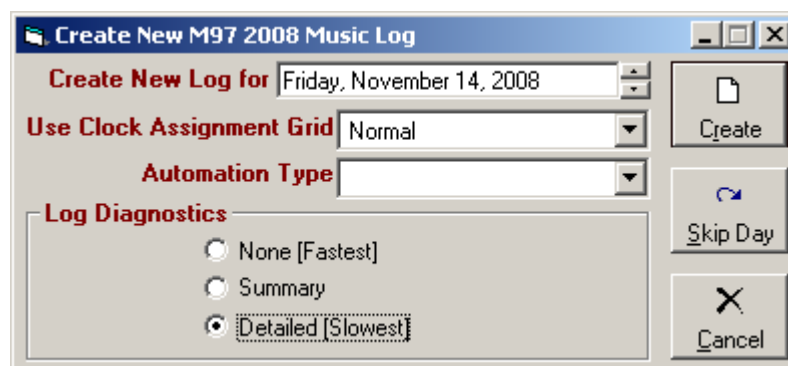 Create New M97 2008 Music Log
Create New Log for Friday, November 14, 2008
Use Clock Assignment Grid Normal
Automation Type
Log Diagnostics
None [Fastest]
Summary
Detailed [Slowest]
Create
Skip Day
Cancel